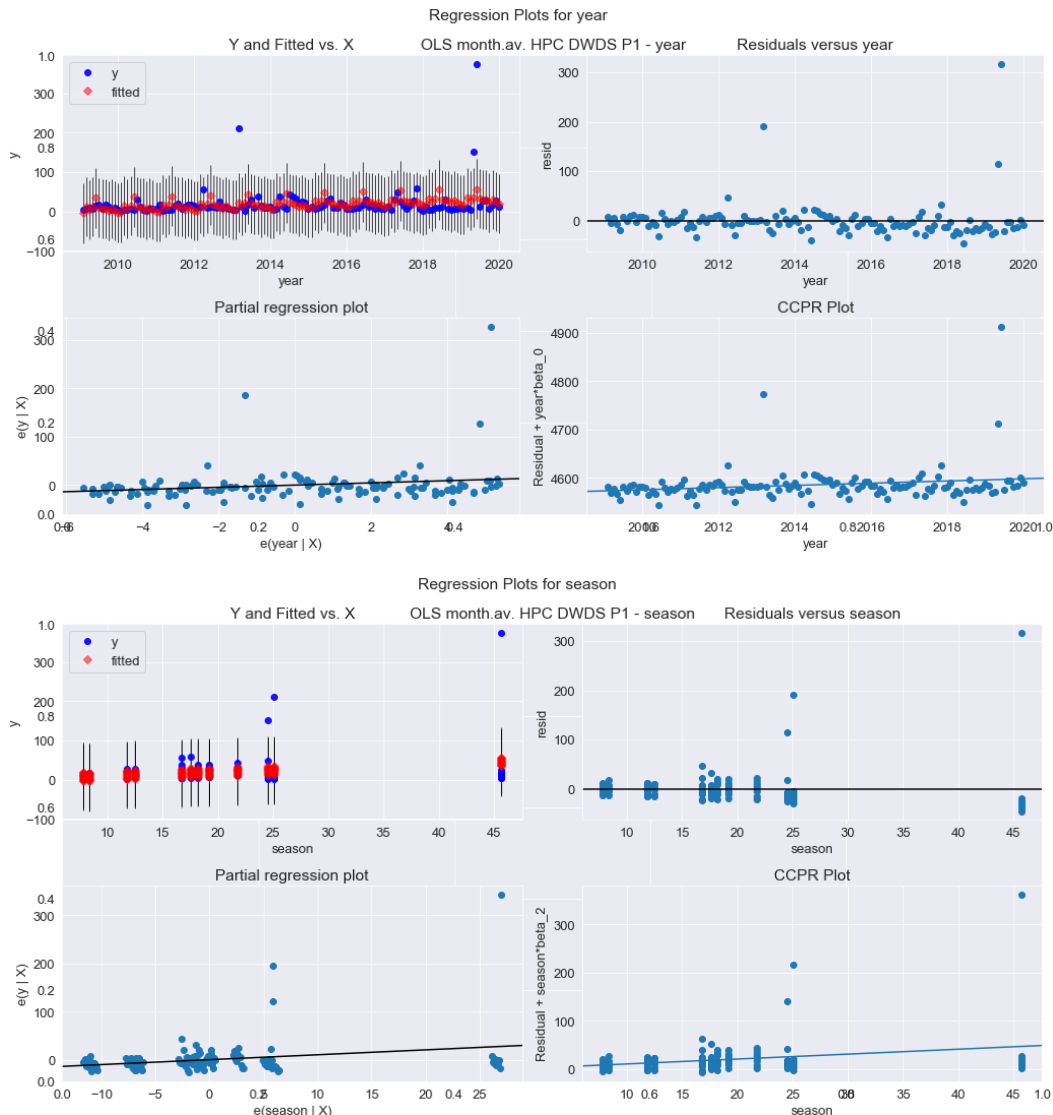 Regression Plots for year
Y and Fitted vs. X
OLS month.av. HPC DWDS P1 - year
Residuals versus year
1.0
300
200
0.8
100
0
0.6
−100
y
y
fitted
2010 2012 2014 2016 2018 2020
year
300
200
100
0
resid
2010 2012 2014 2016 2018 2020
year
Partial regression plot
CCPR Plot
0.4
300
200
0.2
100
0
0.0
e(y | X)
−4 −2 0.2 0 2 0.4 4
e(year | X)
4900
4800
4700
4600
Residual + year*beta_0
2012 2014 0.8 2016 2018 2020 1.0
year
Regression Plots for season
Y and Fitted vs. X
OLS month.av. HPC DWDS P1 - season
Residuals versus season
1.0
300
200
0.8
100
0
0.6
−100
y
y
fitted
10 15 20 25 30 35 40 45
season
300
200
100
0
resid
10 15 20 25 30 35 40 45
season
Partial regression plot
CCPR Plot
0.4
300
200
0.2
100
0
0.0
e(y | X)
0.0 −10 −5 0 5 10 15 20 0.4 25
e(season | X)
300
200
100
0
Residual + season*beta_2
10 0.6 15 20 25 35 40 45 1.0
season